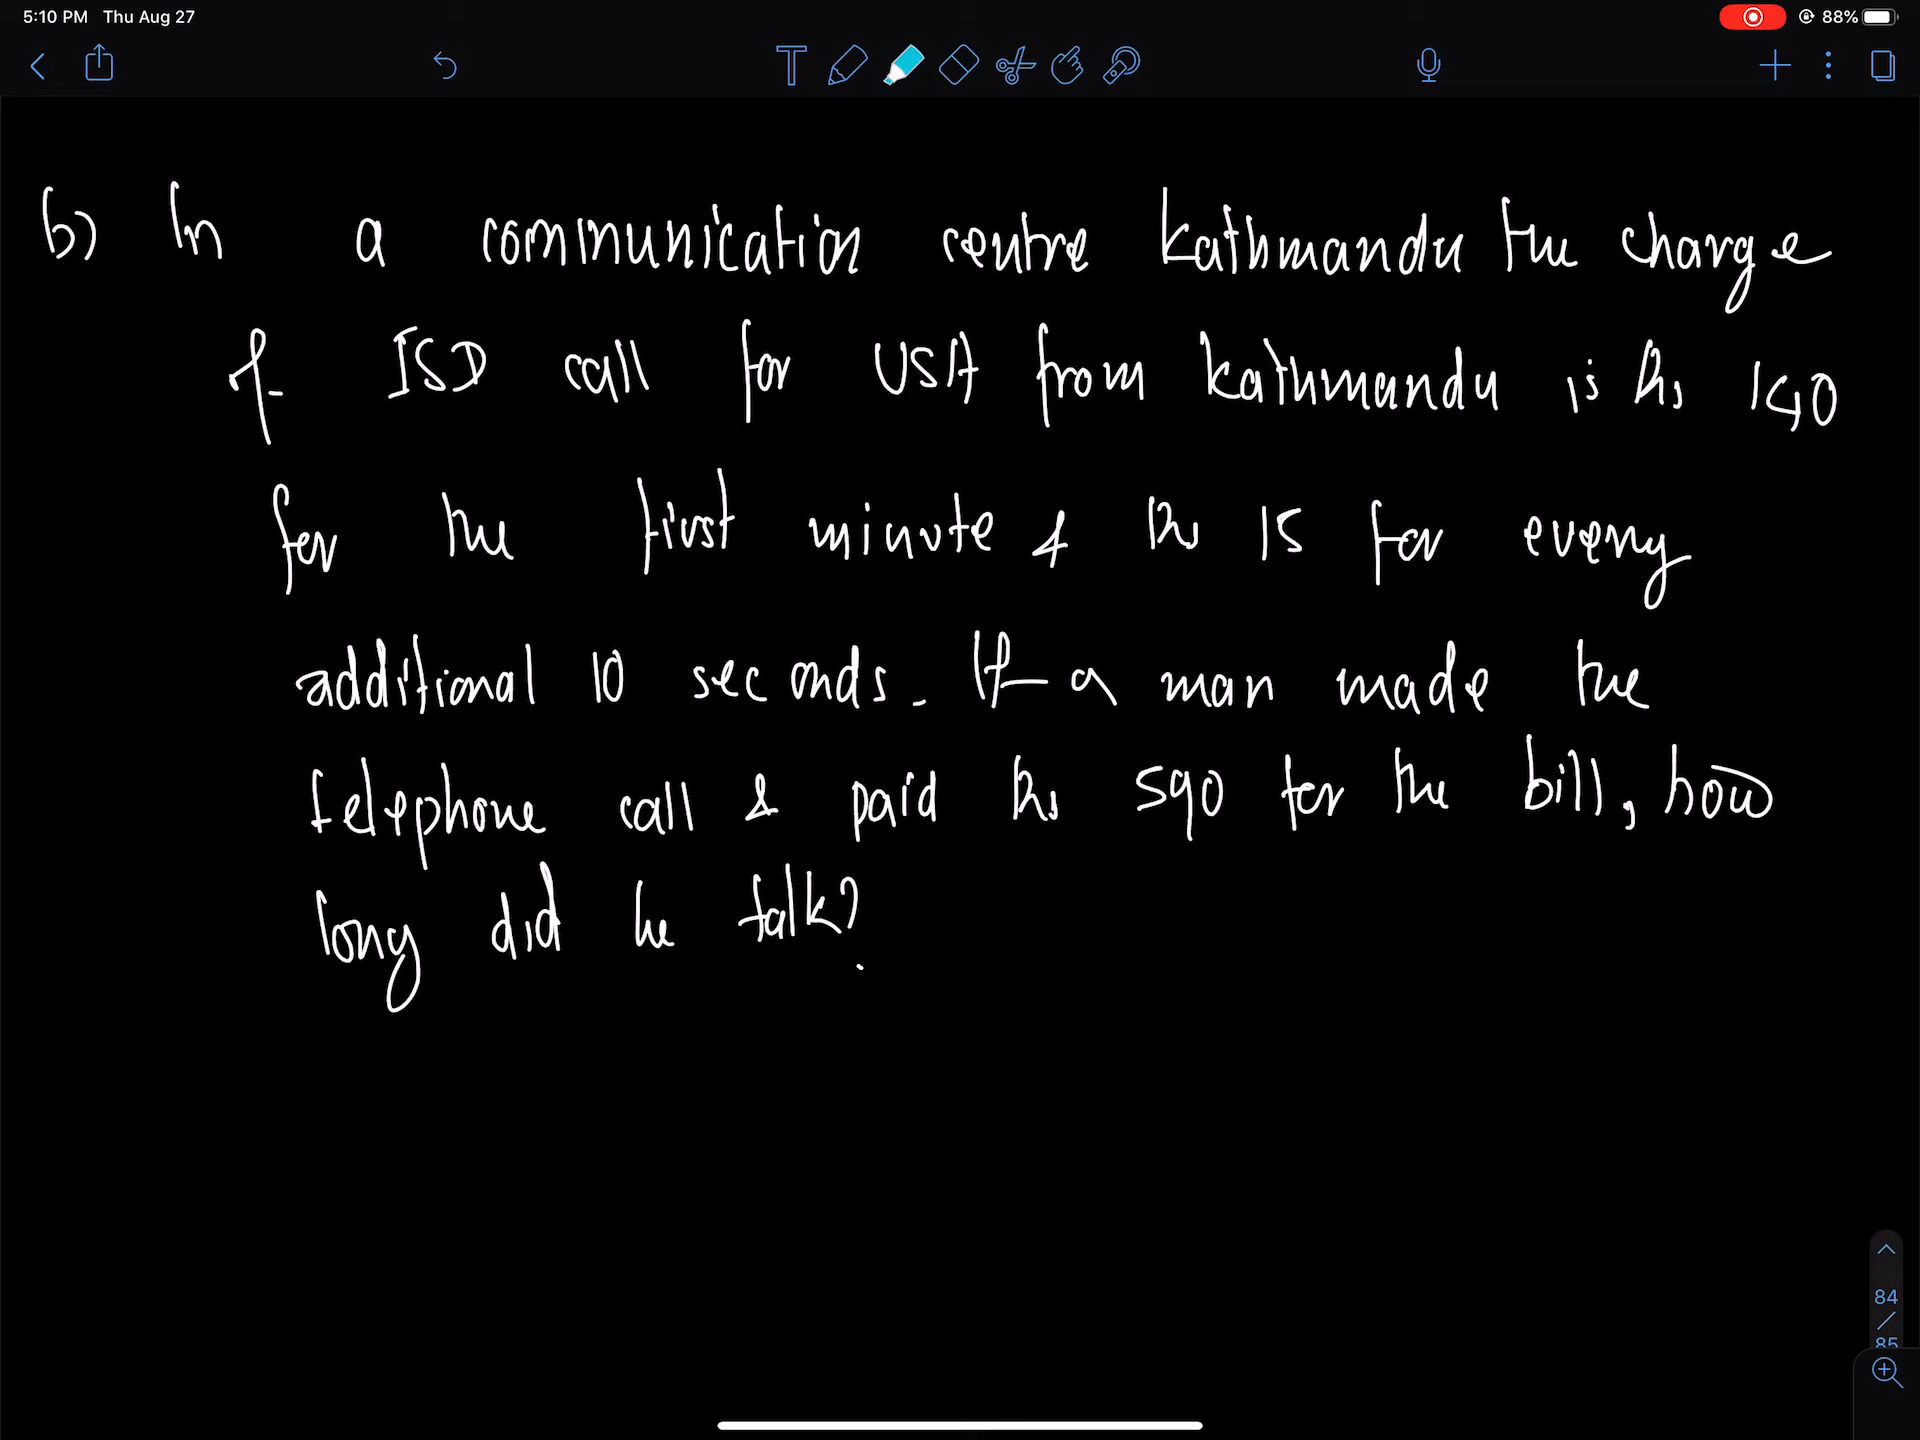 5:10 PM Thu Aug 27
88%
b) In a communication centre kathmandu the charge
of ISD call for USA from kathmandu is Rs 140
for the first minute & Rs 15 for every
additional 10 seconds. If a man made the
telephone call & paid Rs 590 for the bill, how
long did he talk?
84
/
85